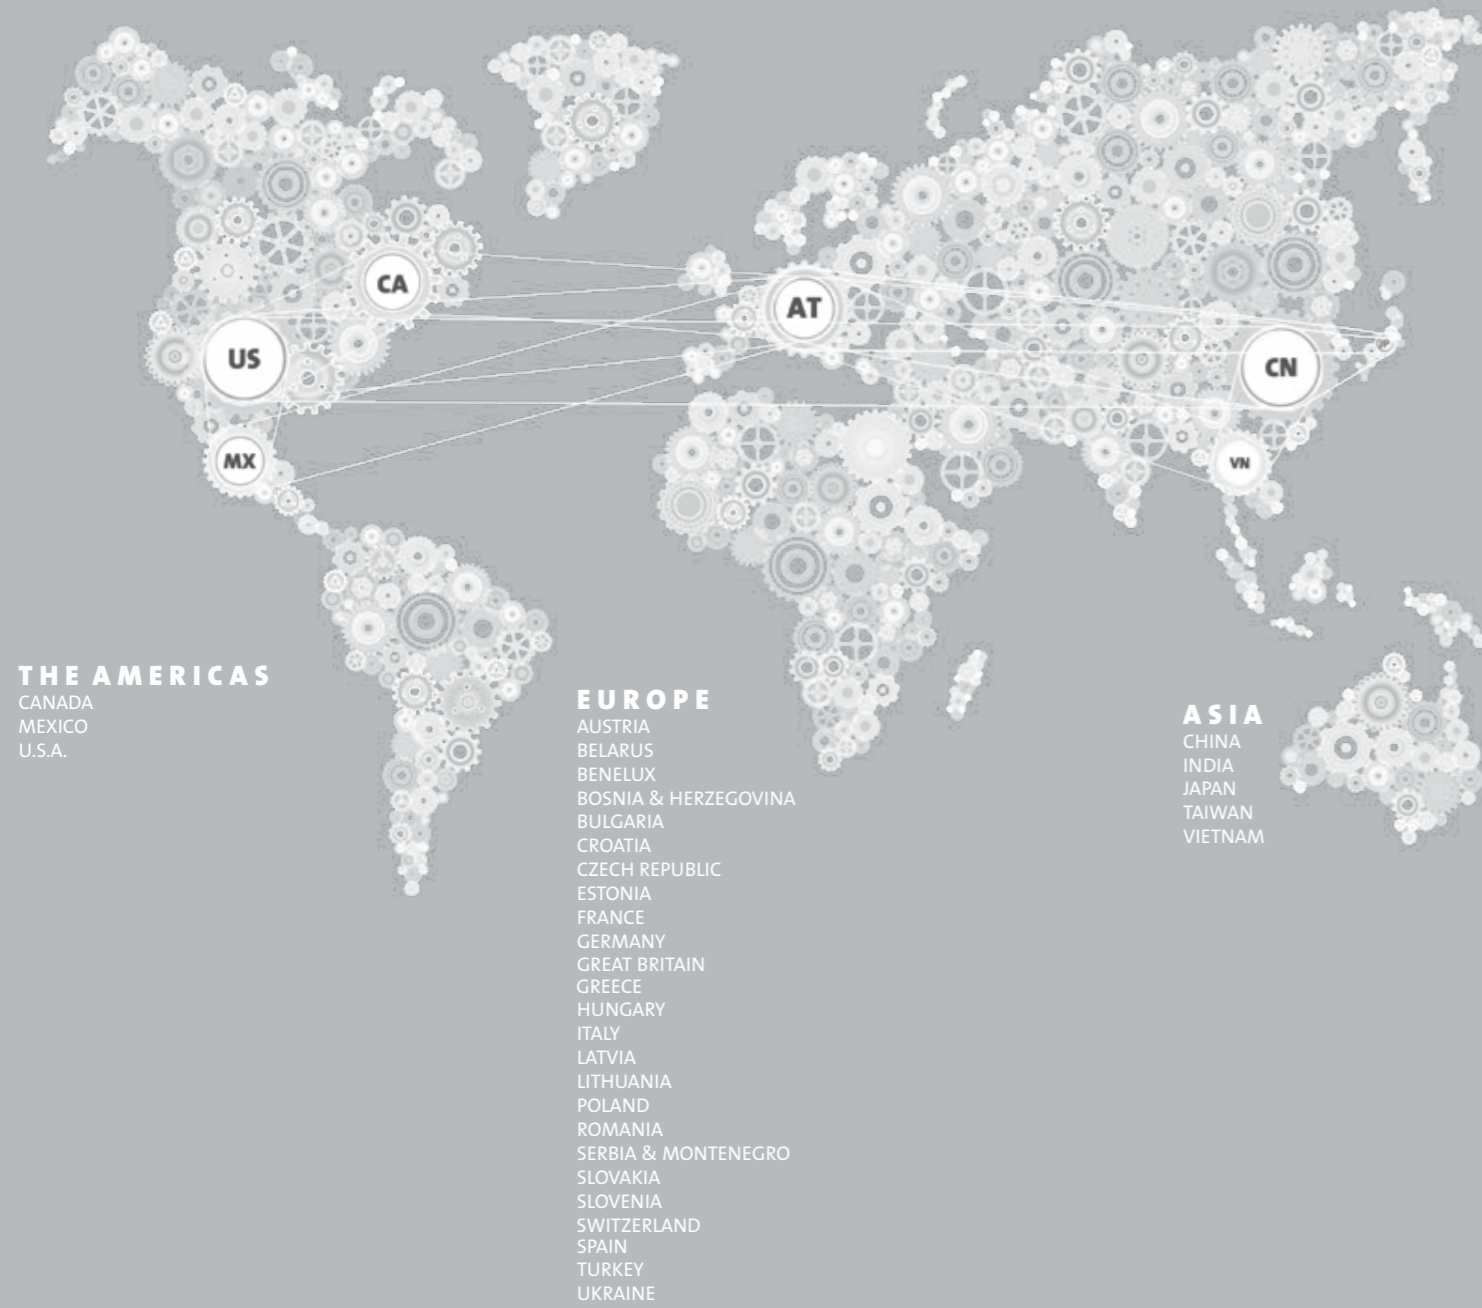 CA
AT
US
CN
MX
VN
THE AMERICAS
CANADA
MEXICO
U.S.A.
EUROPE
AUSTRIA
BELARUS
BENELUX
BOSNIA & HERZEGOVINA
BULGARIA
CROATIA
CZECH REPUBLIC
ESTONIA
FRANCE
GERMANY
GREAT BRITAIN
GREECE
HUNGARY
ITALY
LATVIA
LITHUANIA
POLAND
ROMANIA
SERBIA & MONTENEGRO
SLOVAKIA
SLOVENIA
SWITZERLAND
SPAIN
TURKEY
UKRAINE
ASIA
CHINA
INDIA
JAPAN
TAIWAN
VIETNAM